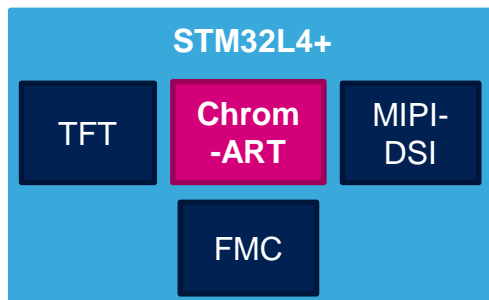 STM32L4+
TFT
Chrom
-ART
MIPI-
DSI
FMC